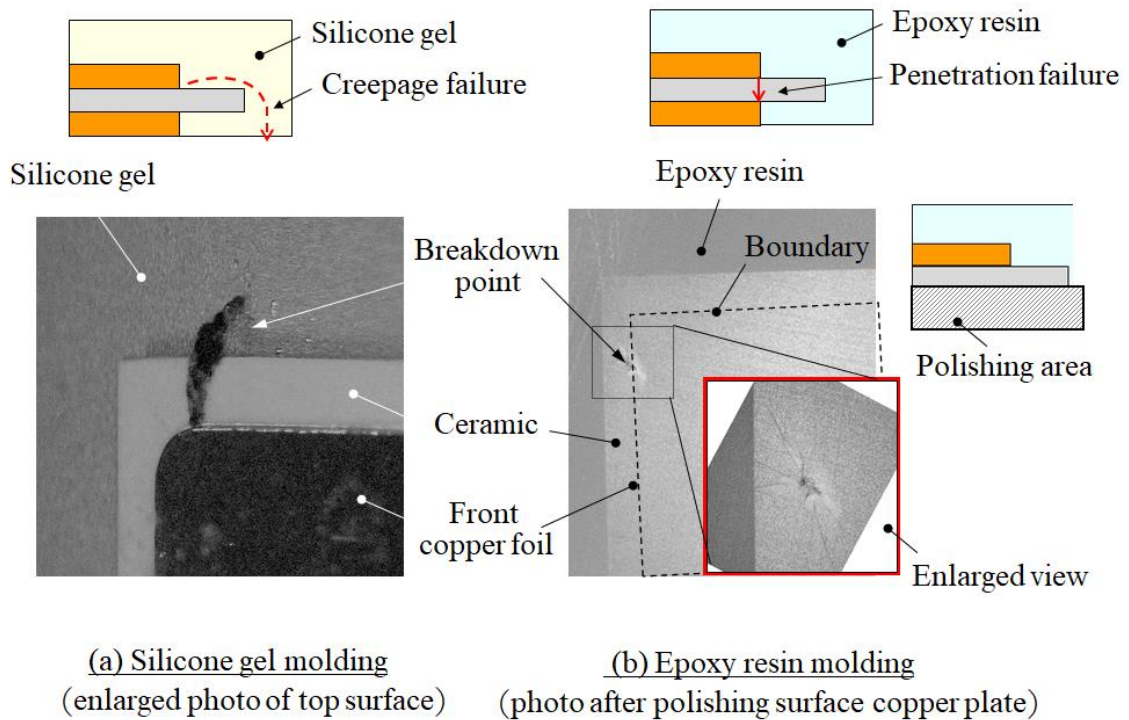 Silicone gel
Creepage failure
Silicone gel
Epoxy resin
Penetration failure
Epoxy resin
Breakdown
point
Boundary
Polishing area
Ceramic
Front
copper foil
Enlarged view
(a) Silicone gel molding
(enlarged photo of top surface)
(b) Epoxy resin molding
(photo after polishing surface copper plate)